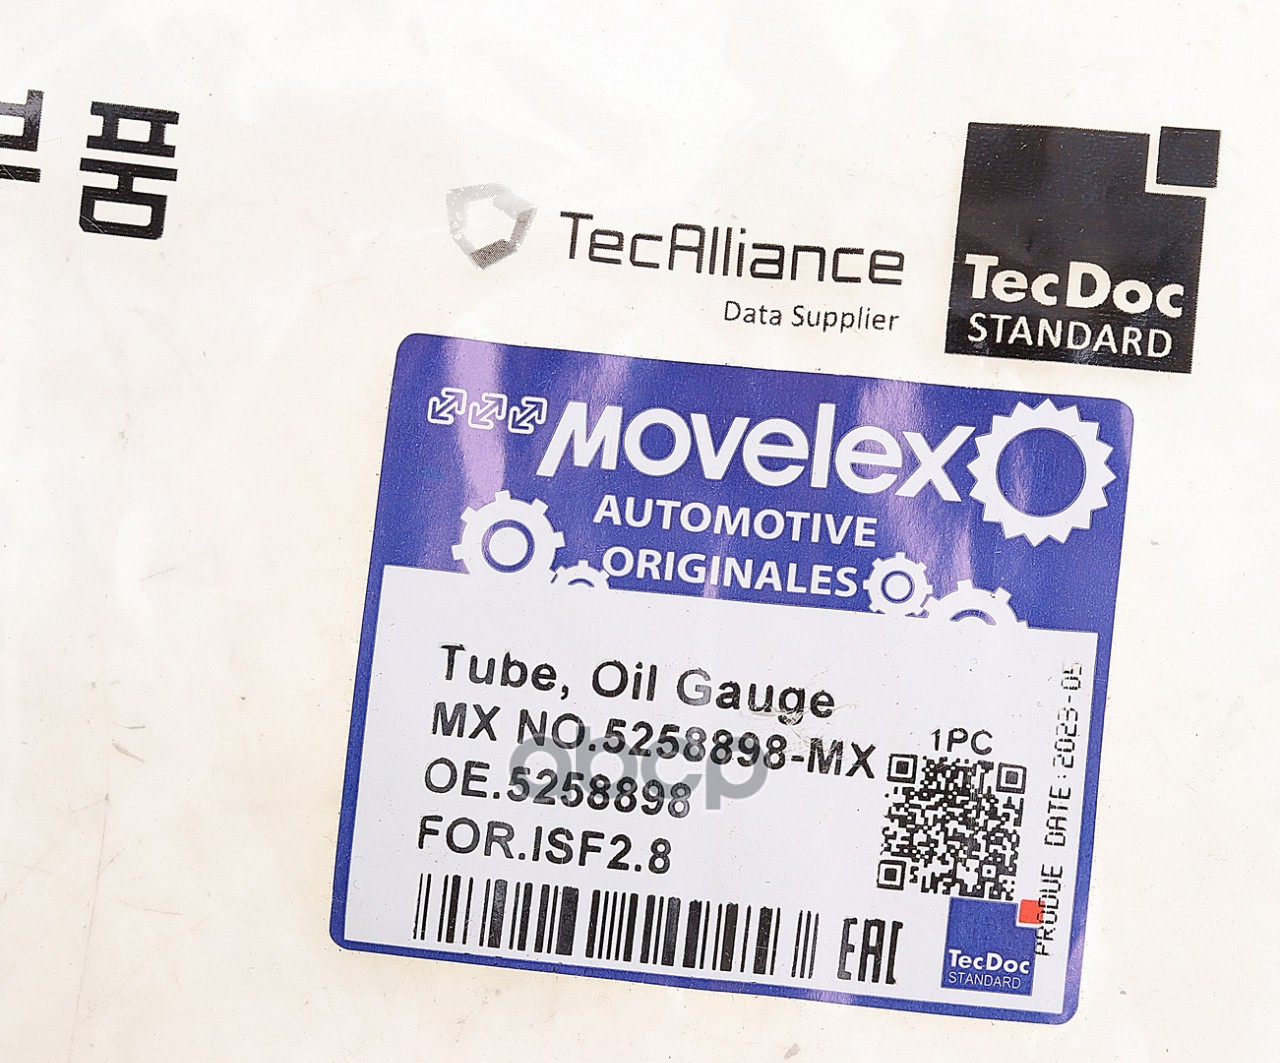 품
TecAlliance
Data Supplier
TecDoc
STANDARD
Movelex
AUTOMOTIVE
ORIGINALES
Tube, Oil Gauge
MX NO.5258898-MX
OE.5258898
FOR.ISF2.8
1PC
PRODUE DATE:2023-05
EAC
TecDoc
STANDARD
abcp